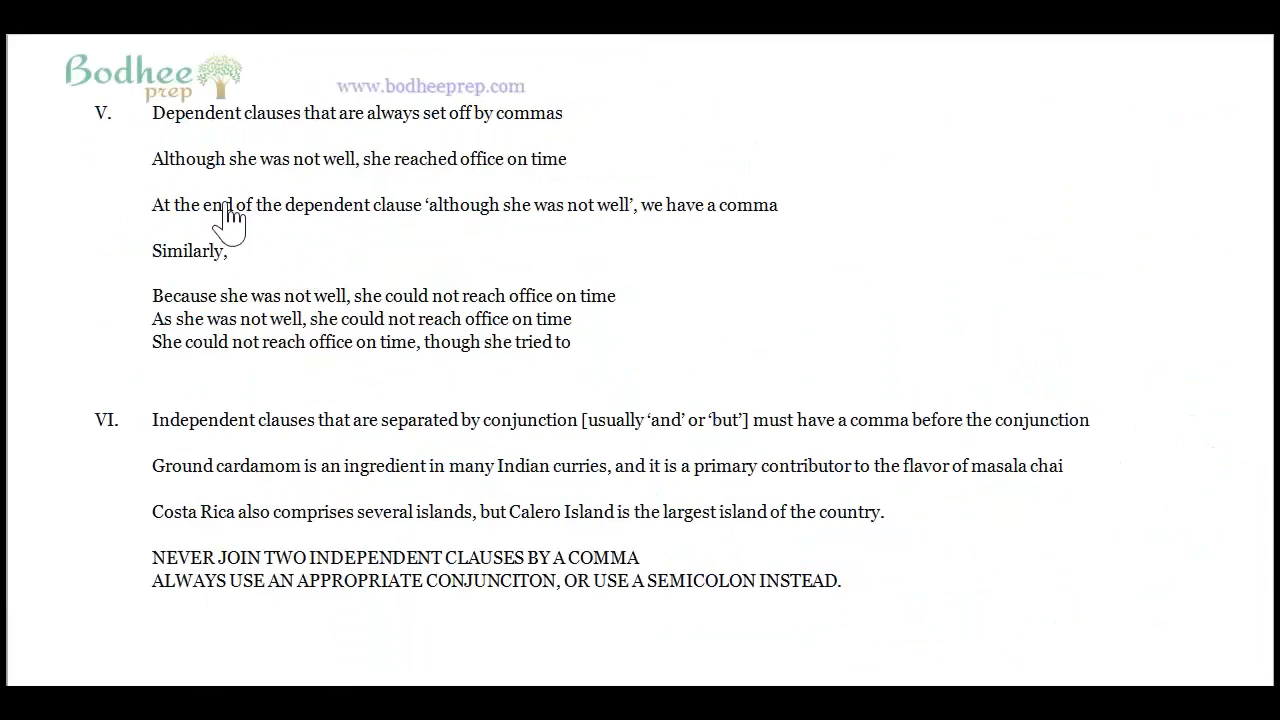 Bodhee
prep
www.bodheeprep.com
V. Dependent clauses that are always set off by commas
Although she was not well, she reached office on time
At the end of the dependent clause ‘although she was not well’, we have a comma
Similarly,
Because she was not well, she could not reach office on time
As she was not well, she could not reach office on time
She could not reach office on time, though she tried to
VI. Independent clauses that are separated by conjunction [usually ‘and’ or ‘but’] must have a comma before the conjunction
Ground cardamom is an ingredient in many Indian curries, and it is a primary contributor to the flavor of masala chai
Costa Rica also comprises several islands, but Calero Island is the largest island of the country.
NEVER JOIN TWO INDEPENDENT CLAUSES BY A COMMA
ALWAYS USE AN APPROPRIATE CONJUNCITON, OR USE A SEMICOLON INSTEAD.